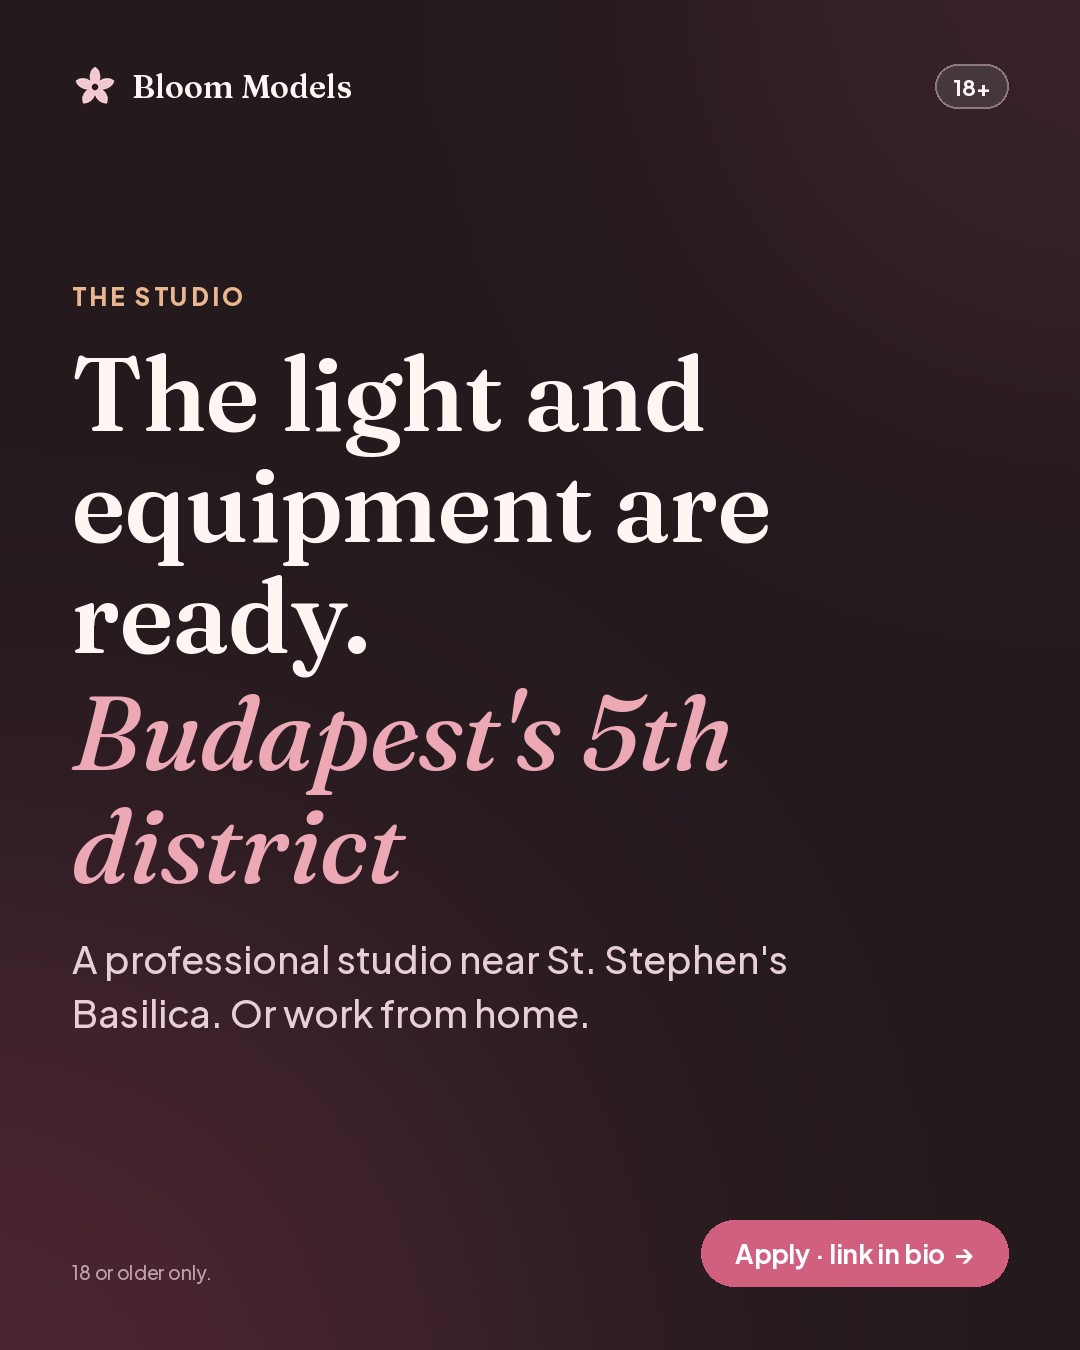 Bloom Models
18+
THE STUDIO
The light and
equipment are
ready.
Budapest's 5th
district
A professional studio near St. Stephen's
Basilica. Or work from home.
18 or older only.
Apply · link in bio →